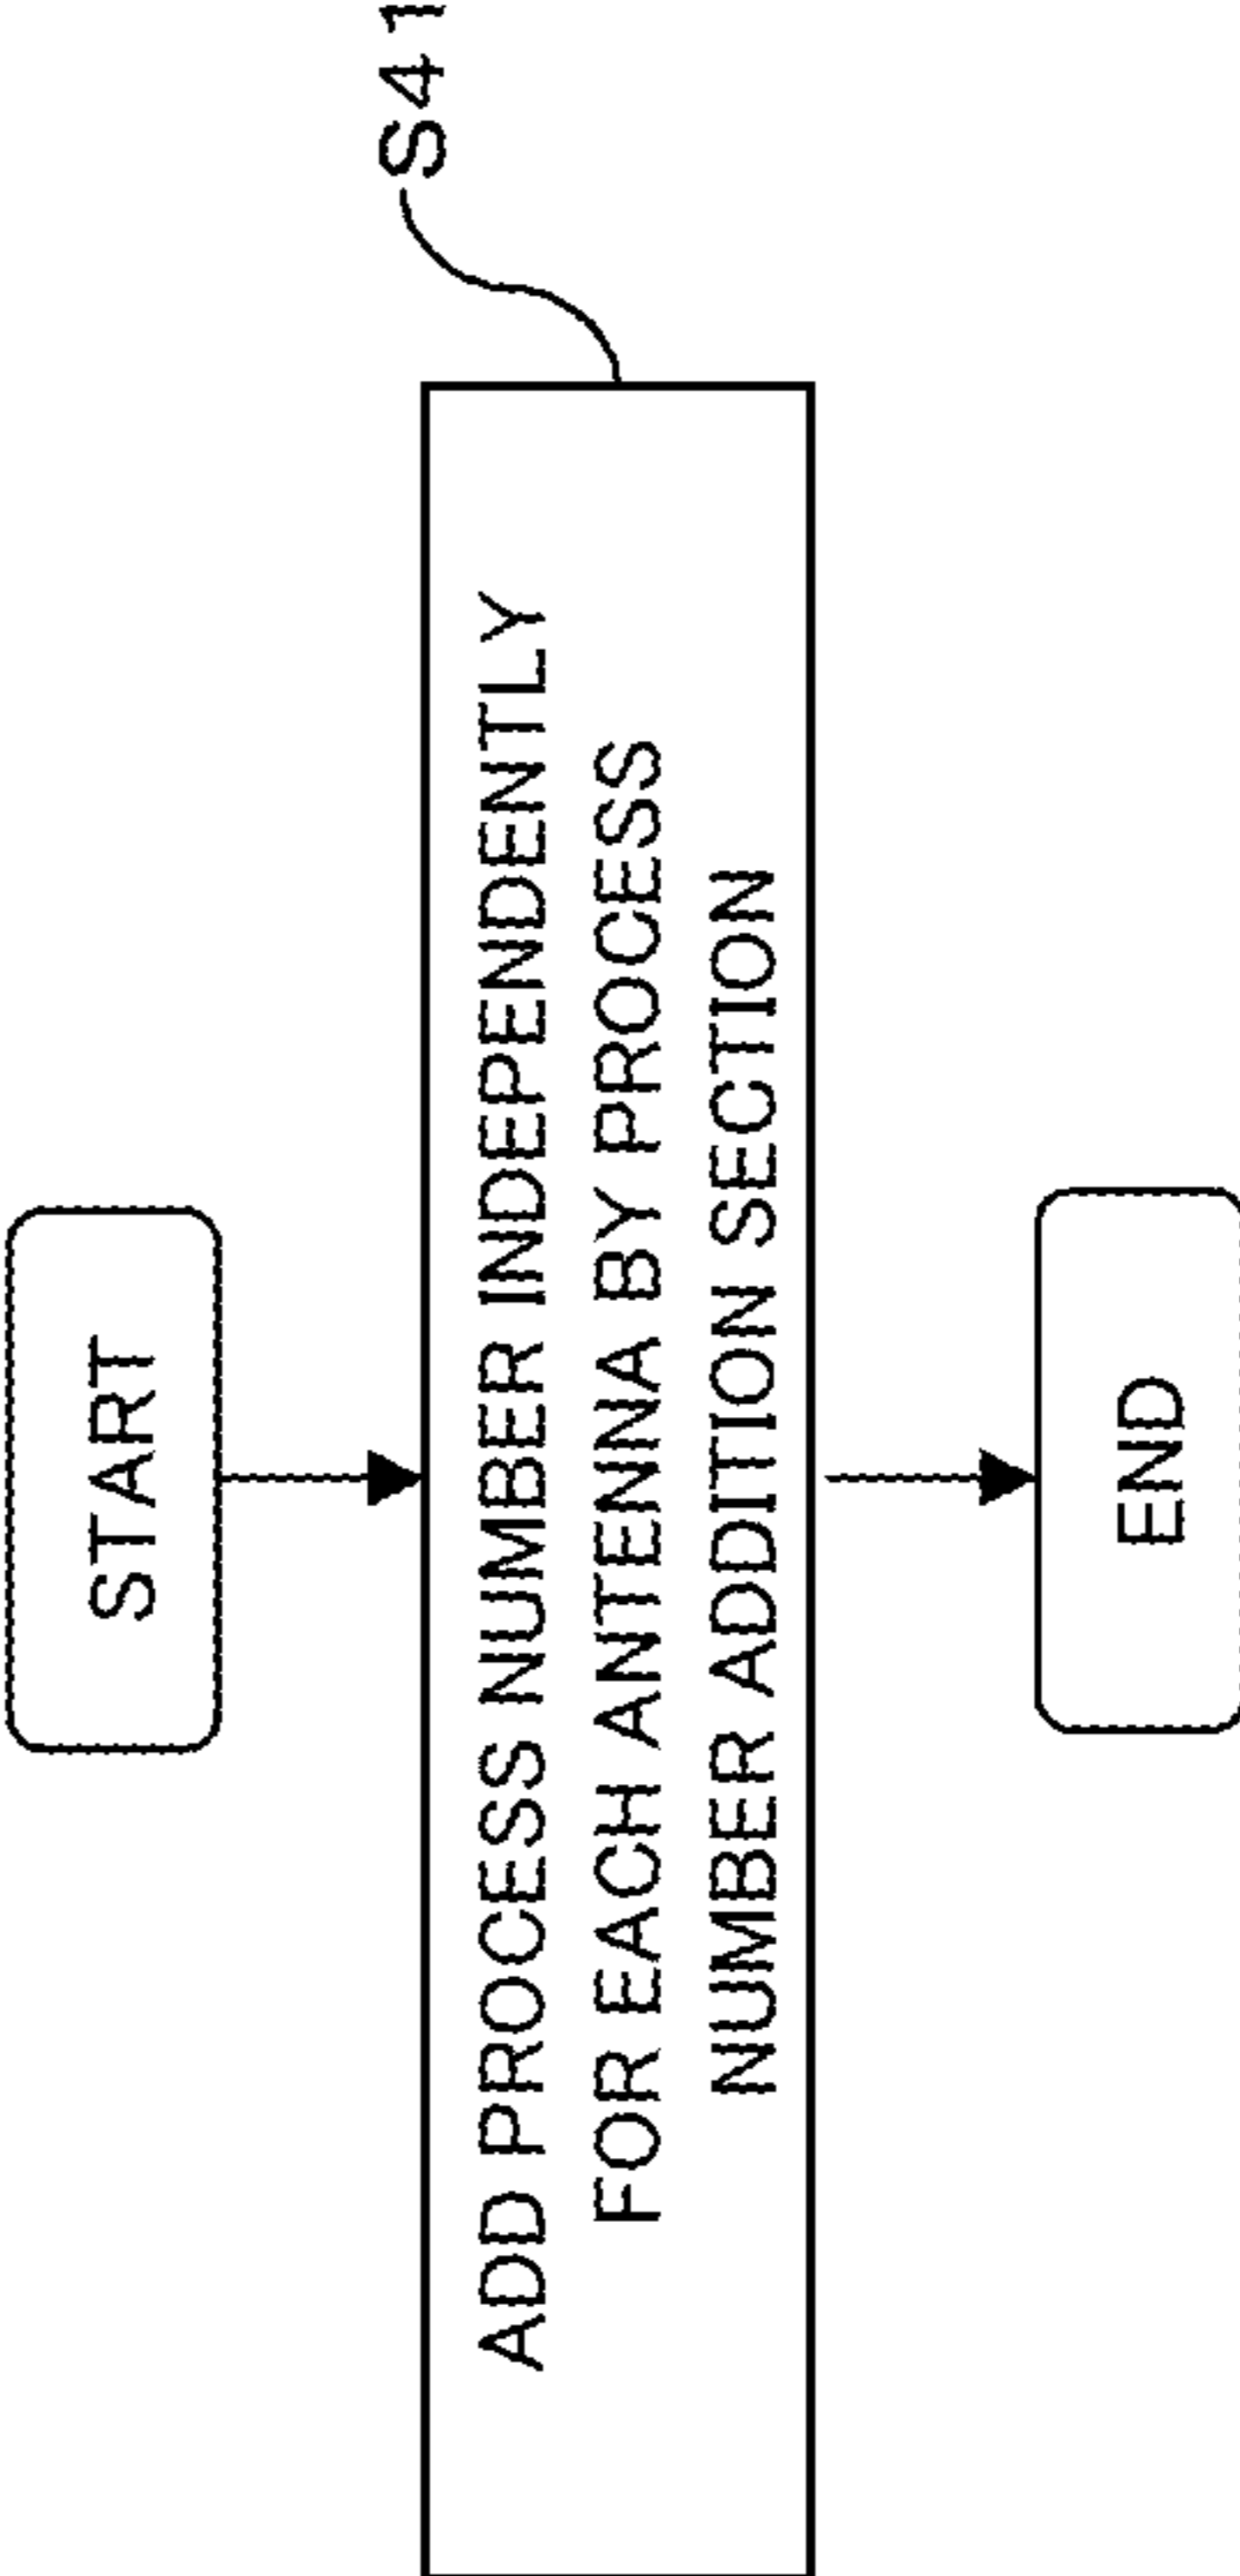 START
S41
ADD PROCESS NUMBER INDEPENDENTLY
FOR EACH ANTENNA BY PROCESS
NUMBER ADDITION SECTION
END